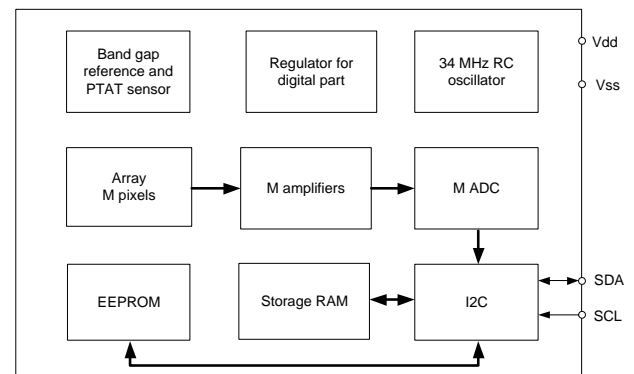 Band gap
reference and
PTAT sensor
Regulator for
digital part
34 MHz RC
oscillator
Vdd
Vss
Array
M pixels
M amplifiers
M ADC
EEPROM
Storage RAM
I2C
SDA
SCL